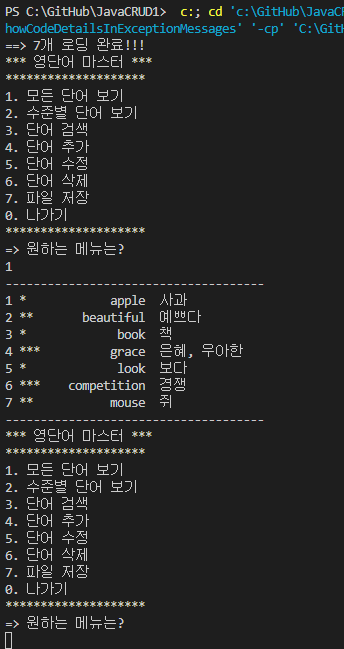 PS C:\GitHub\JavaCRUD1>  c:; cd 'c:\GitHub\JavaCR
howCodeDetailsInExceptionMessages' '-cp' 'C:\Git
==> 7개 로딩 완료!!!
*** 영단어 마스터 ***
********************
1. 모든 단어 보기
2. 수준별 단어 보기
3. 단어 검색
4. 단어 추가
5. 단어 수정
6. 단어 삭제
7. 파일 저장
0. 나가기
********************
=> 원하는 메뉴는?
1
-------------------------------------
1 *            apple  사과
2 **       beautiful  예쁘다
3 *             book  책
4 ***          grace  은혜, 우아한
5 *             look  보다
6 ***    competition  경쟁
7 **           mouse  쥐
-------------------------------------
*** 영단어 마스터 ***
********************
1. 모든 단어 보기
2. 수준별 단어 보기
3. 단어 검색
4. 단어 추가
5. 단어 수정
6. 단어 삭제
7. 파일 저장
0. 나가기
********************
=> 원하는 메뉴는?